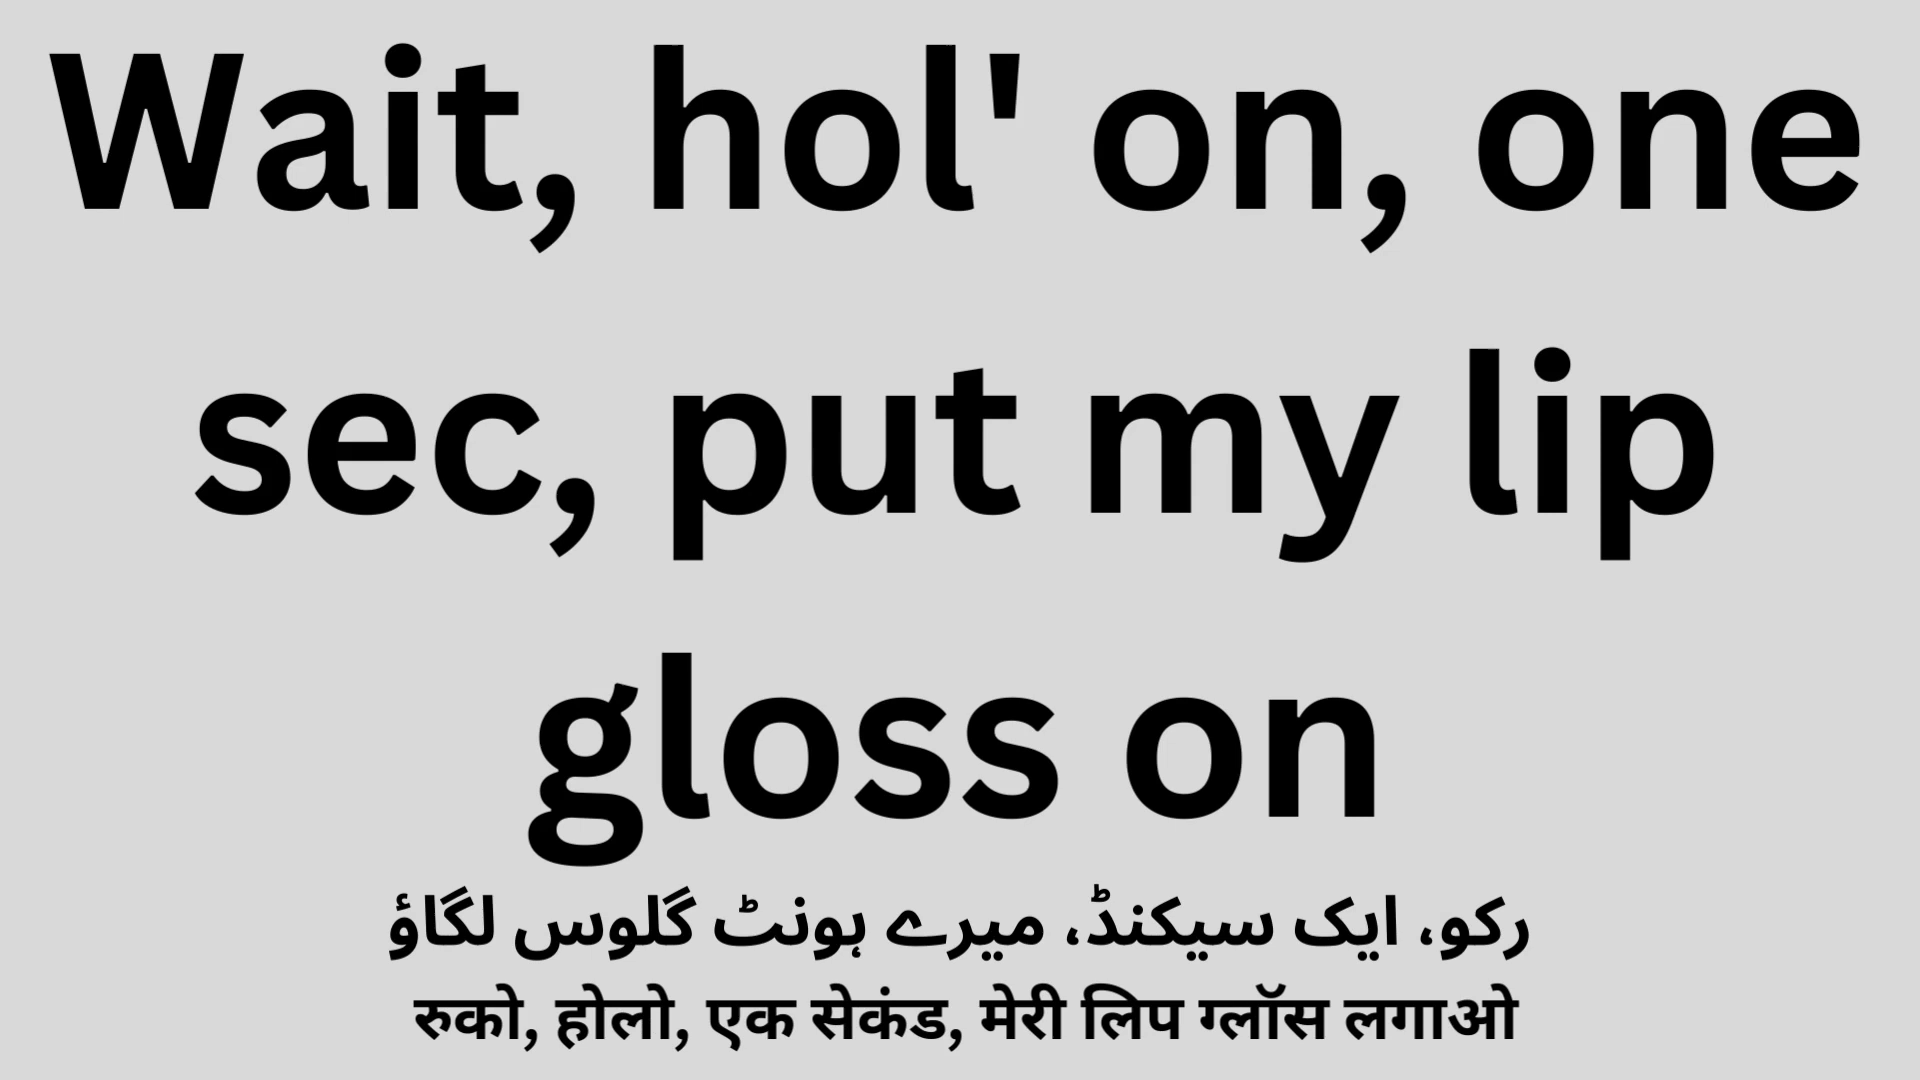 Wait, hol' on, one
sec, put my lip
gloss on
رکو، ایک سیکنڈ، میرے ہونٹ گلوس لگاؤ
रुको, होलो, एक सेकंड, मेरी लिप ग्लॉस लगाओ